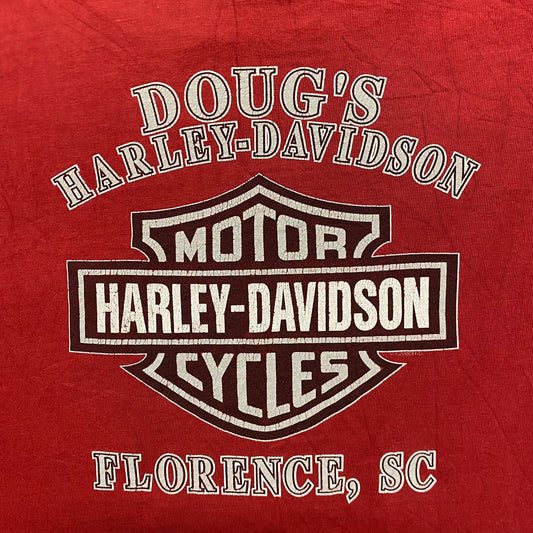 DOUG'S
HARLEY-DAVIDSON
MOTOR
HARLEY-DAVIDSON
CYCLES
FLORENCE, SC